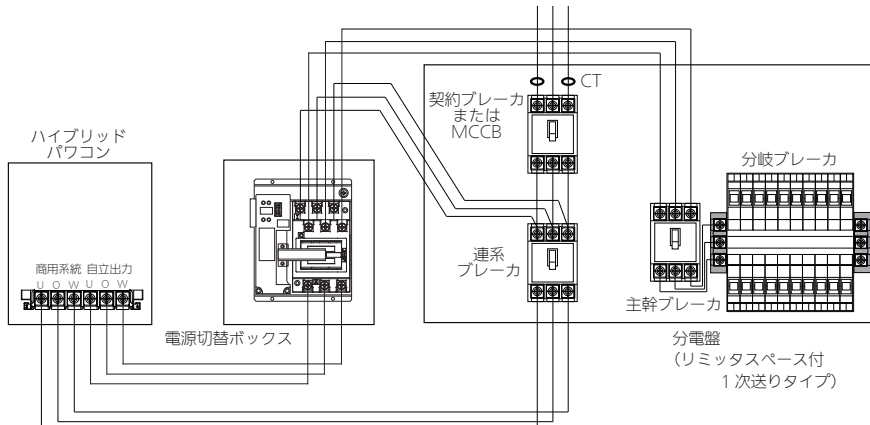 CT
契約ブレーカ
または
MCCB
ハイブリッド
パワコン
分岐ブレーカ
連系
ブレーカ
商用系統 自立出力
U O W U O W
主幹ブレーカ
電源切替ボックス
分電盤
(リミッタスペース付
1次送りタイプ)